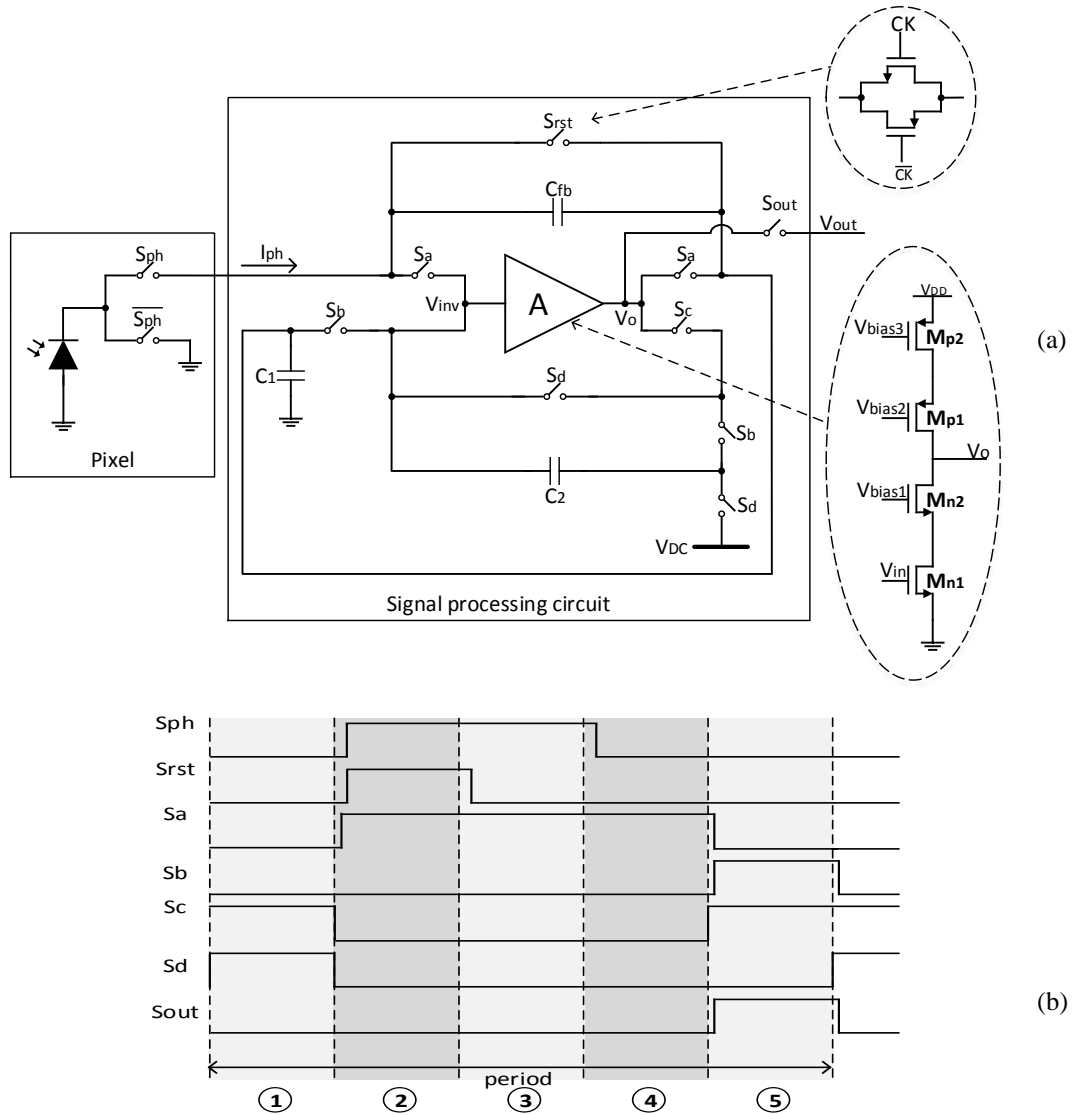 CK
CK
Srst
Cfb
Sout
Vout
Sph
Iph
Sa
Sa
Sph
Sb
Vinv
A
Vo
Sc
C1
Sd
Sb
C2
Sd
VDC
Pixel
Signal processing circuit
VDD
Vbias3
Mp2
Vbias2
Mp1
Vo
Vbias1
Mn2
Vin
Mn1
(a)
Sph
Srst
Sa
Sb
Sc
Sd
Sout
(b)
period
1 2 3 4 5